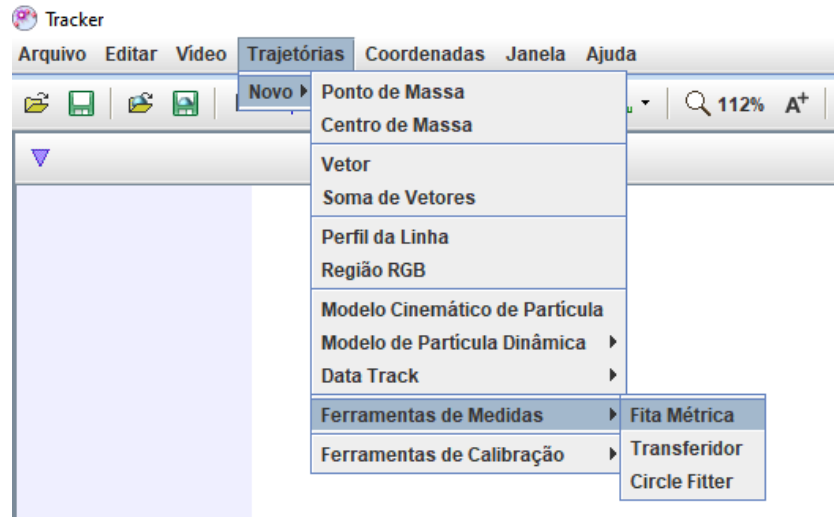 Tracker
Arquivo Editar Vídeo Trajetórias Coordenadas Janela Ajuda
Novo
112% A+
Ponto de Massa
Centro de Massa
Vetor
Soma de Vetores
Perfil da Linha
Região RGB
Modelo Cinemático de Partícula
Modelo de Partícula Dinâmica
Data Track
Ferramentas de Medidas
Ferramentas de Calibração
Fita Métrica
Transferidor
Circle Fitter